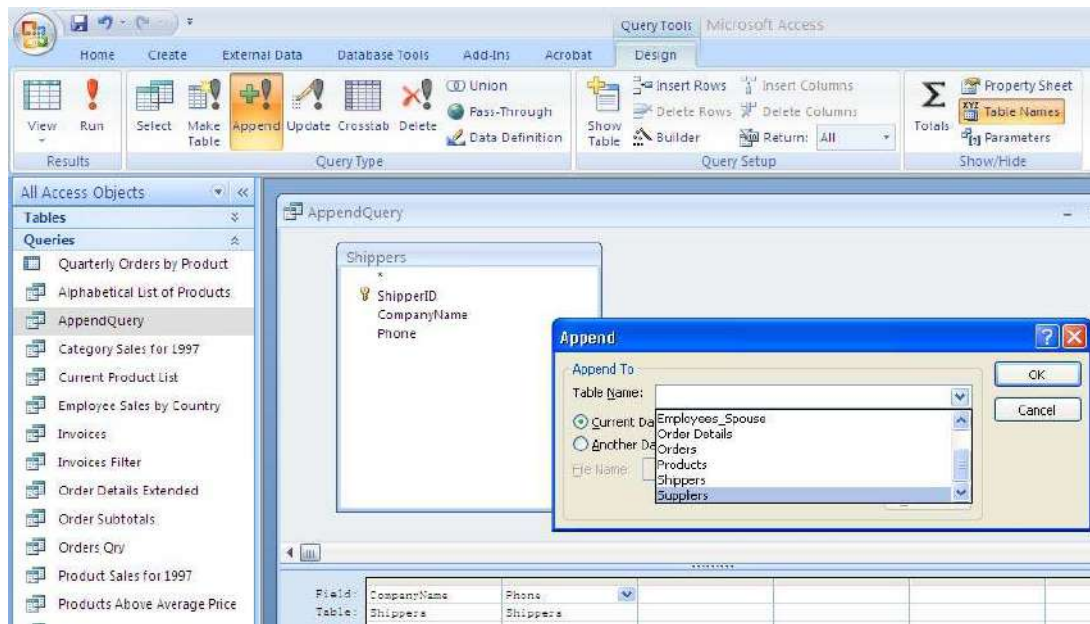 Query Tools Microsoft Access
Home Create External Data Database Tools Add-Ins Acrobat Design
View Run Select Make Table Append Update Crosstab Delete
Union
Pass-Through
Data Definition
Show Table
Insert Rows
Delete Rows
Builder
Insert Columns
Delete Columns
Return: All
Σ Totals
Property Sheet
XYZ Table Names
Parameters
Results Query Type Query Setup Show/Hide
All Access Objects
Tables
Queries
Quarterly Orders by Product
Alphabetical List of Products
AppendQuery
Category Sales for 1997
Current Product List
Employee Sales by Country
Invoices
Invoices Filter
Order Details Extended
Order Subtotals
Orders Qry
Product Sales for 1997
Products Above Average Price
AppendQuery
Shippers
*
ShipperID
CompanyName
Phone
Append
Append To
Table Name:
Current Da
Another Da
File Name:
Employees_Spouse
Order Details
Orders
Products
Shippers
Suppliers
OK
Cancel
Field: CompanyName Phone
Table: Shippers Shippers